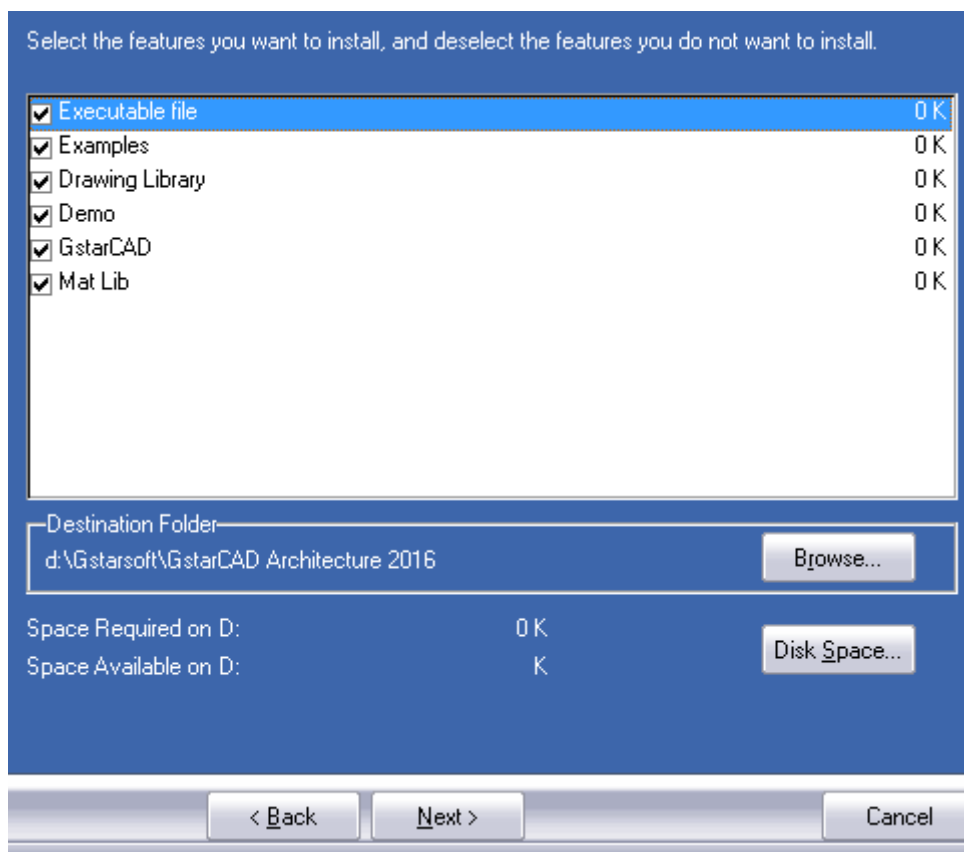 Select the features you want to install, and deselect the features you do not want to install.
Executable file 0 K
Examples 0 K
Drawing Library 0 K
Demo 0 K
GstarCAD 0 K
Mat Lib 0 K
Destination Folder
d:\Gstarsoft\GstarCAD Architecture 2016 Browse...
Space Required on D: 0 K
Disk Space...
Space Available on D: K
< Back Next > Cancel